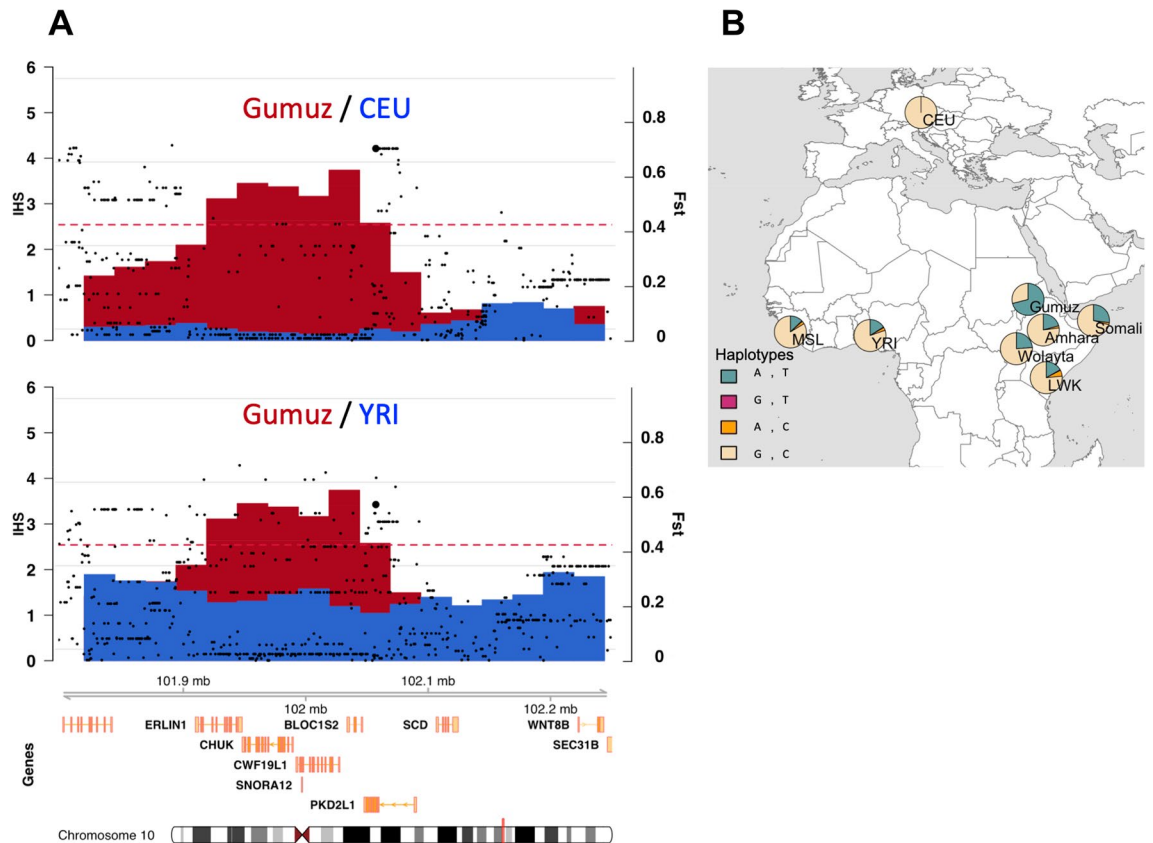 A
B
6
5
4
3
2
1
0
IHS
Gumuz / CEU
0.8
0.6
0.4
0.2
0
Fst
6
5
4
3
2
1
0
IHS
Gumuz / YRI
0.8
0.6
0.4
0.2
0
Fst
101.9 mb
102 mb
102.1 mb
102.2 mb
Genes
ERLIN1
BLOC1S2
SCD
WNT8B
CHUK
SEC31B
CWF19L1
SNORA12
PKD2L1
Chromosome 10
CEU
Gumuz
Somali
Amhara
MSL
YRI
Wolayta
LWK
Haplotypes
A , T
G , T
A , C
G , C